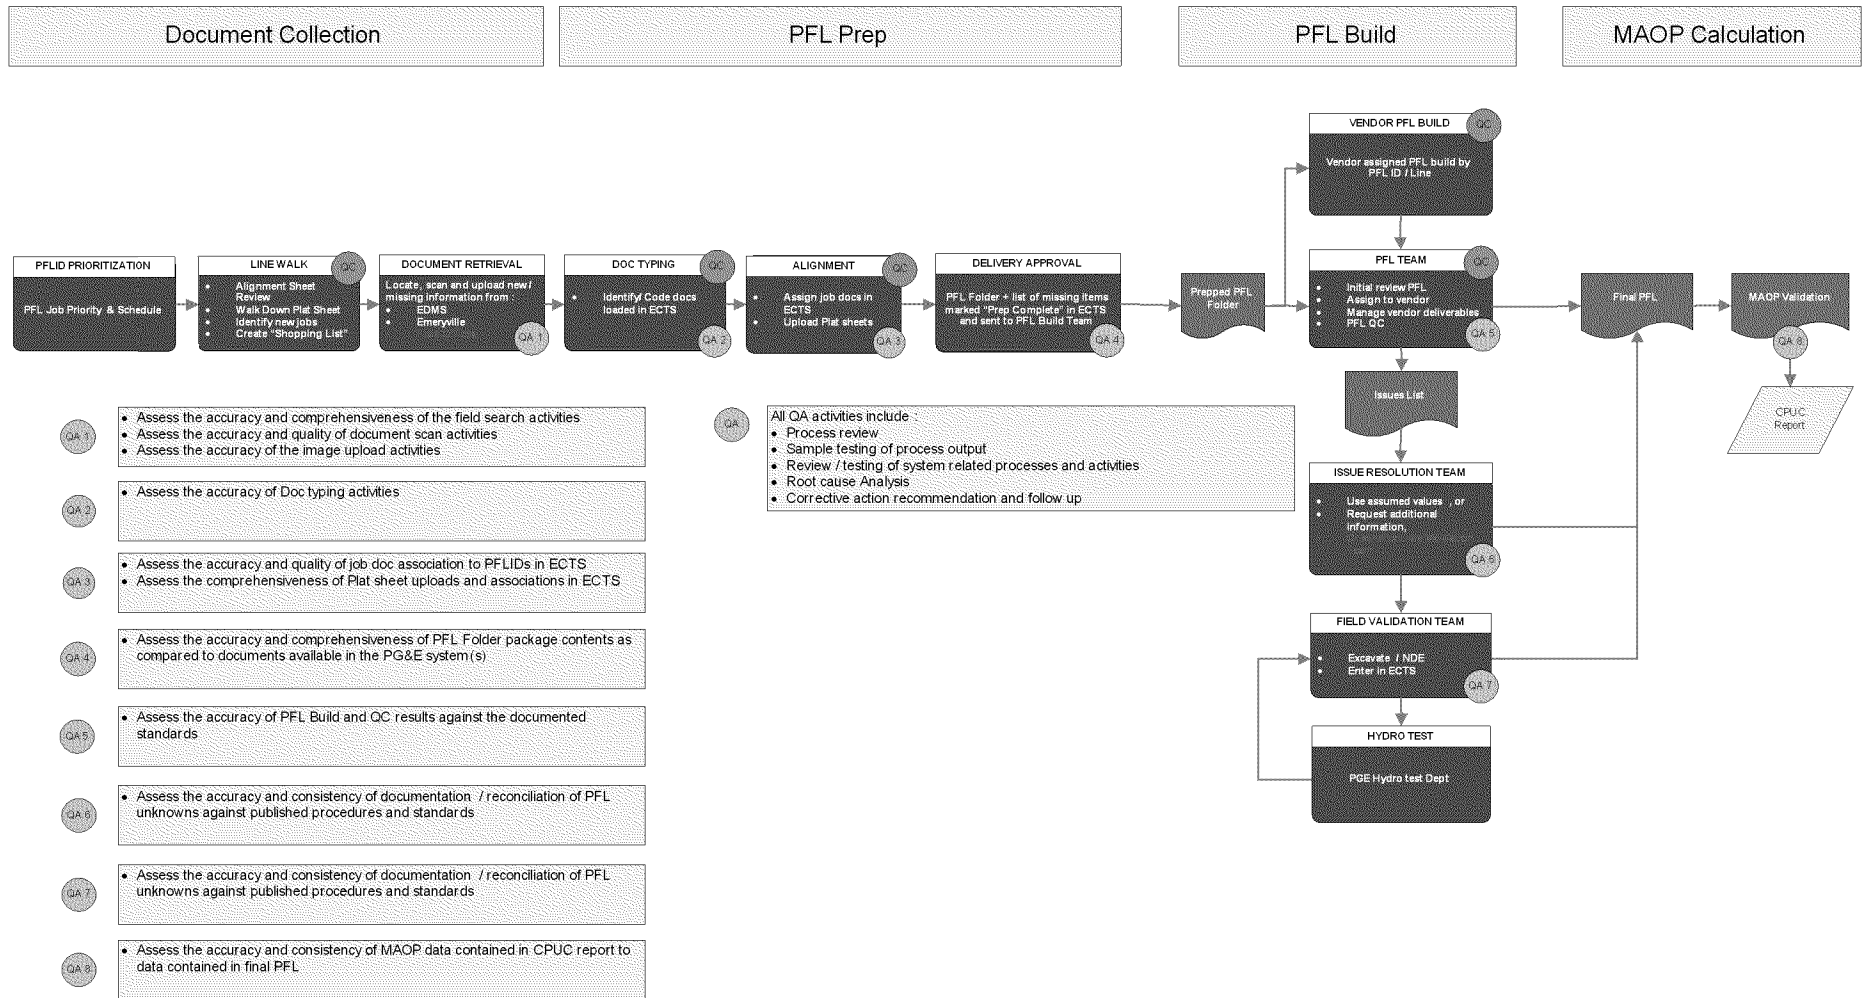 Document Collection
PFL Prep
PFL Build
MAOP Calculation
PFLID PRIORITIZATION
PFL Job Priority & Schedule
LINE WALK
QC
• Alignment Sheet
Review
• Walk Down Plat Sheet
• Identify new jobs
• Create "Shopping List"
DOCUMENT RETRIEVAL
Locate, scan and upload new /
missing information from :
• EDMS
• Emeryville
QA 1
DOC TYPING
QC
• Identify/ Code docs
loaded in ECTS
QA 2
ALIGNMENT
QC
• Assign job docs in
ECTS
• Upload Plat sheets
QA 3
DELIVERY APPROVAL
PFL Folder + list of missing items
marked "Prep Complete" in ECTS
and sent to PFL Build Team
QA 4
Prepped PFL
Folder
VENDOR PFL BUILD
QC
Vendor assigned PFL build by
PFL ID / Line
PFL TEAM
QC
• Initial review PFL
• Assign to vendor
• Manage vendor deliverables
• PFL QC
QA 5
Issues List
ISSUE RESOLUTION TEAM
• Use assumed values , or
• Request additional
information,
QA 6
FIELD VALIDATION TEAM
• Excavate / NDE
• Enter in ECTS
QA 7
HYDRO TEST
PGE Hydro test Dept
Final PFL
MAOP Validation
QA 8
CPUC
Report
QA 1
• Assess the accuracy and comprehensiveness of the field search activities
• Assess the accuracy and quality of document scan activities
• Assess the accuracy of the image upload activities
QA 2
• Assess the accuracy of Doc typing activities
QA 3
• Assess the accuracy and quality of job doc association to PFLIDs in ECTS
• Assess the comprehensiveness of Plat sheet uploads and associations in ECTS
QA 4
• Assess the accuracy and comprehensiveness of PFL Folder package contents as
compared to documents available in the PG&E system(s)
QA 5
• Assess the accuracy of PFL Build and QC results against the documented
standards
QA 6
• Assess the accuracy and consistency of documentation / reconciliation of PFL
unknowns against published procedures and standards
QA 7
• Assess the accuracy and consistency of documentation / reconciliation of PFL
unknowns against published procedures and standards
QA 8
• Assess the accuracy and consistency of MAOP data contained in CPUC report to
data contained in final PFL
QA
All QA activities include :
• Process review
• Sample testing of process output
• Review / testing of system related processes and activities
• Root cause Analysis
• Corrective action recommendation and follow up